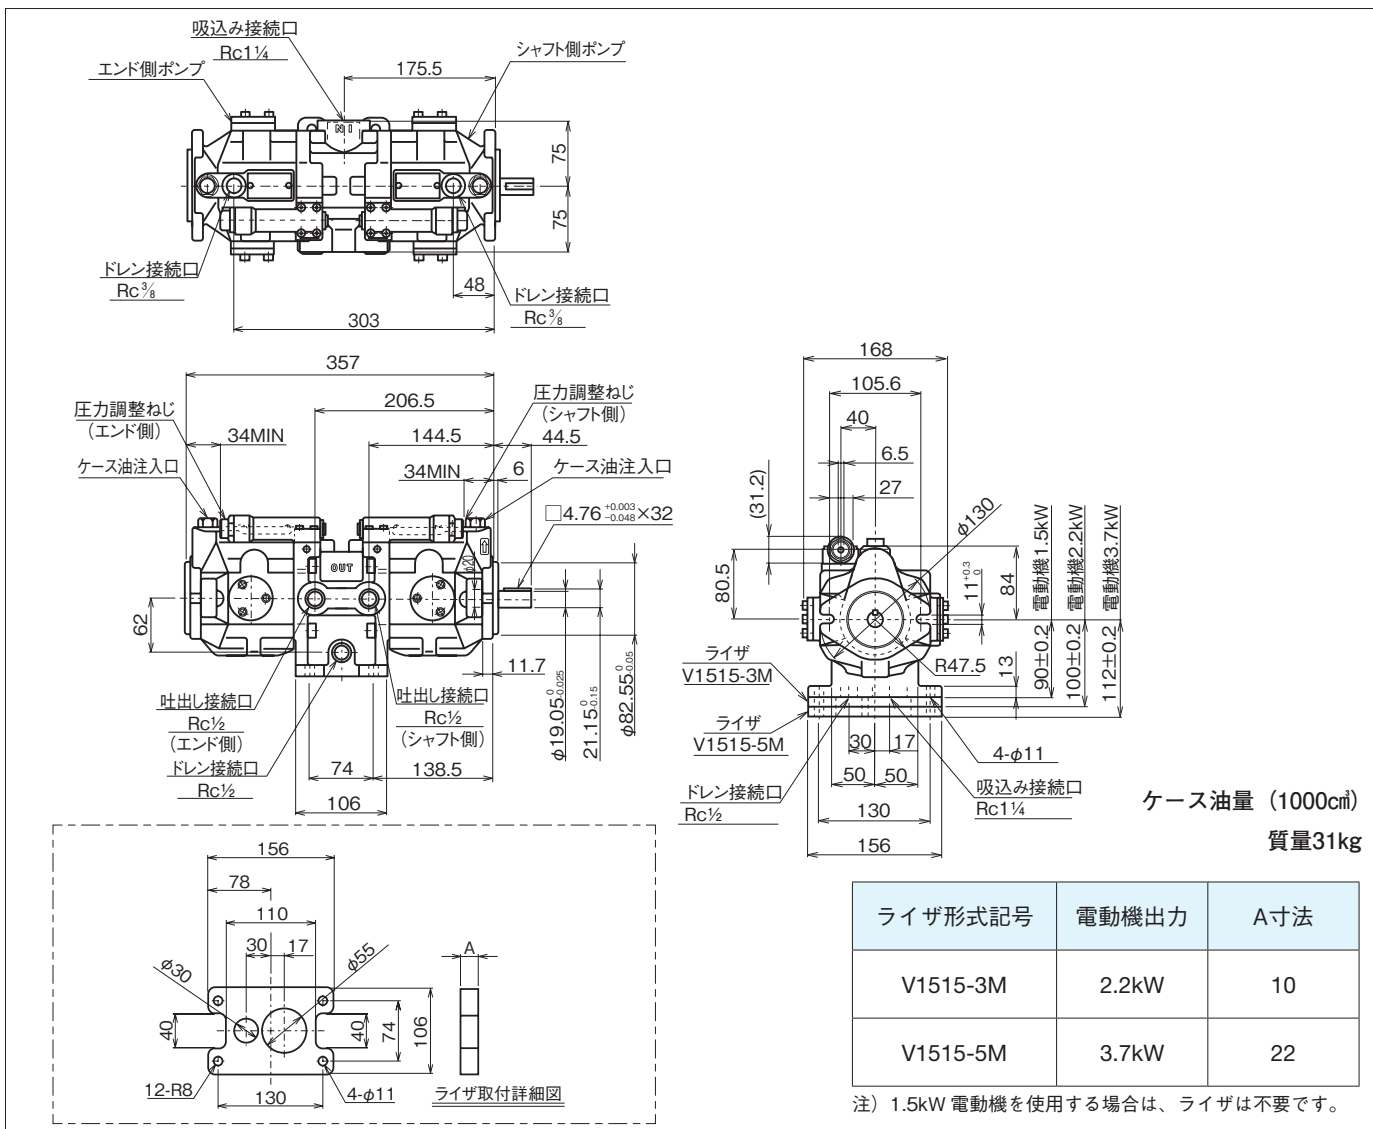 吸込み接続口
Rc1¼
エンド側ポンプ
シャフト側ポンプ
175.5
IN
75
75
ドレン接続口
Rc⅜
48
ドレン接続口
Rc⅜
303
357
圧力調整ねじ
（エンド側）
206.5
圧力調整ねじ
（シャフト側）
34MIN
144.5
44.5
ケース油注入口
34MIN
6
ケース油注入口
□4.76 +0.003 -0.048 ×32
OUT
φ20
62
11.7
吐出し接続口
Rc½
（エンド側）
吐出し接続口
Rc½
（シャフト側）
ドレン接続口
Rc½
74
138.5
106
φ19.05 0 -0.025
21.15 0 -0.15
φ82.55 0 -0.05
168
105.6
40
6.5
27
(31.2)
φ130
80.5
84
11 +0.3 0
電動機1.5kW
電動機2.2kW
電動機3.7kW
90±0.2
100±0.2
112±0.2
13
R47.5
ライザ
V1515-3M
ライザ
V1515-5M
30
17
4-φ11
50
50
ドレン接続口
Rc½
吸込み接続口
Rc1¼
130
156
ケース油量（1000c㎥）
質量31kg
156
78
110
30
17
φ30
φ55
A
40
40
74
106
12-R8
130
4-φ11
ライザ取付詳細図
ライザ形式記号 電動機出力 A寸法
V1515-3M 2.2kW 10
V1515-5M 3.7kW 22
注）1.5kW 電動機を使用する場合は、ライザは不要です。